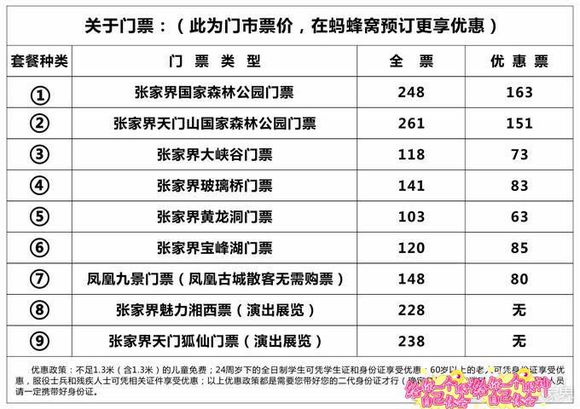 关于门票：（此为门市票价，在蚂蜂窝预订更享优惠）
套餐种类 门 票 类 型 全 票 优 惠 票
① 张家界国家森林公园门票 248 163
② 张家界天门山国家森林公园门票 261 151
③ 张家界大峡谷门票 118 73
④ 张家界玻璃桥门票 141 83
⑤ 张家界黄龙洞门票 103 63
⑥ 张家界宝峰湖门票 120 85
⑦ 凤凰九景门票（凤凰古城散客无需购票） 148 80
⑧ 张家界魅力湘西票（演出展览） 228 无
⑨ 张家界天门狐仙门票（演出展览） 238 无
优惠政策：不足1.3米（含1.3米）的儿童免费；24周岁下的全日制学生可凭学生证和身份证享受优惠，60岁以上的老人可凭身份证享受优
惠，服役士兵和残疾人士可凭相关证件享受优惠；以上优惠政策都是需要您带好您的二代身份证才行 人员
请一定携带好身份证。